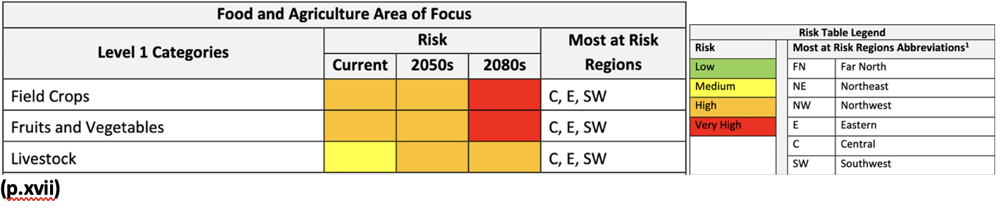 Food and Agriculture Area of Focus
Level 1 Categories
Risk
Most at Risk Regions
Current 2050s 2080s
Field Crops C, E, SW
Fruits and Vegetables C, E, SW
Livestock C, E, SW
(p.xvii)
Risk Table Legend
Risk Most at Risk Regions Abbreviations1
Low FN Far North
Medium NE Northeast
High NW Northwest
Very High E Eastern
C Central
SW Southwest